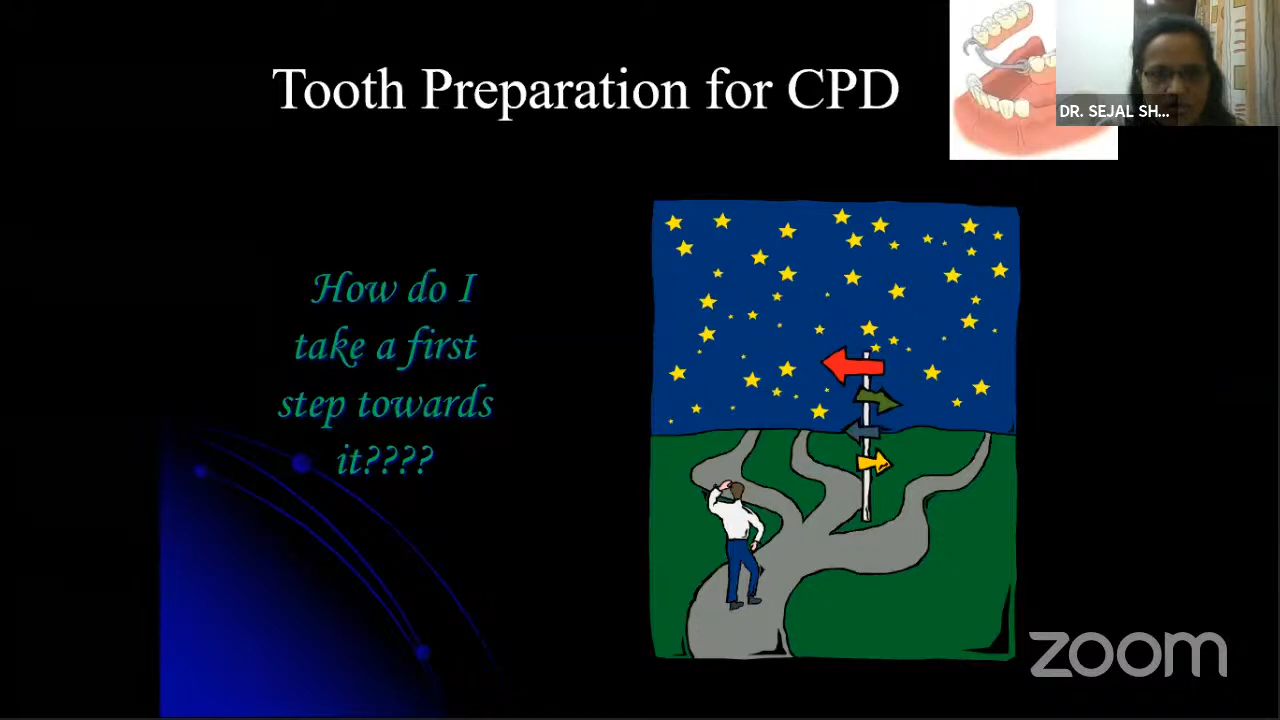 Tooth Preparation for CPD
DR. SEJAL SH...
How do I
take a first
step towards
it????
zoom